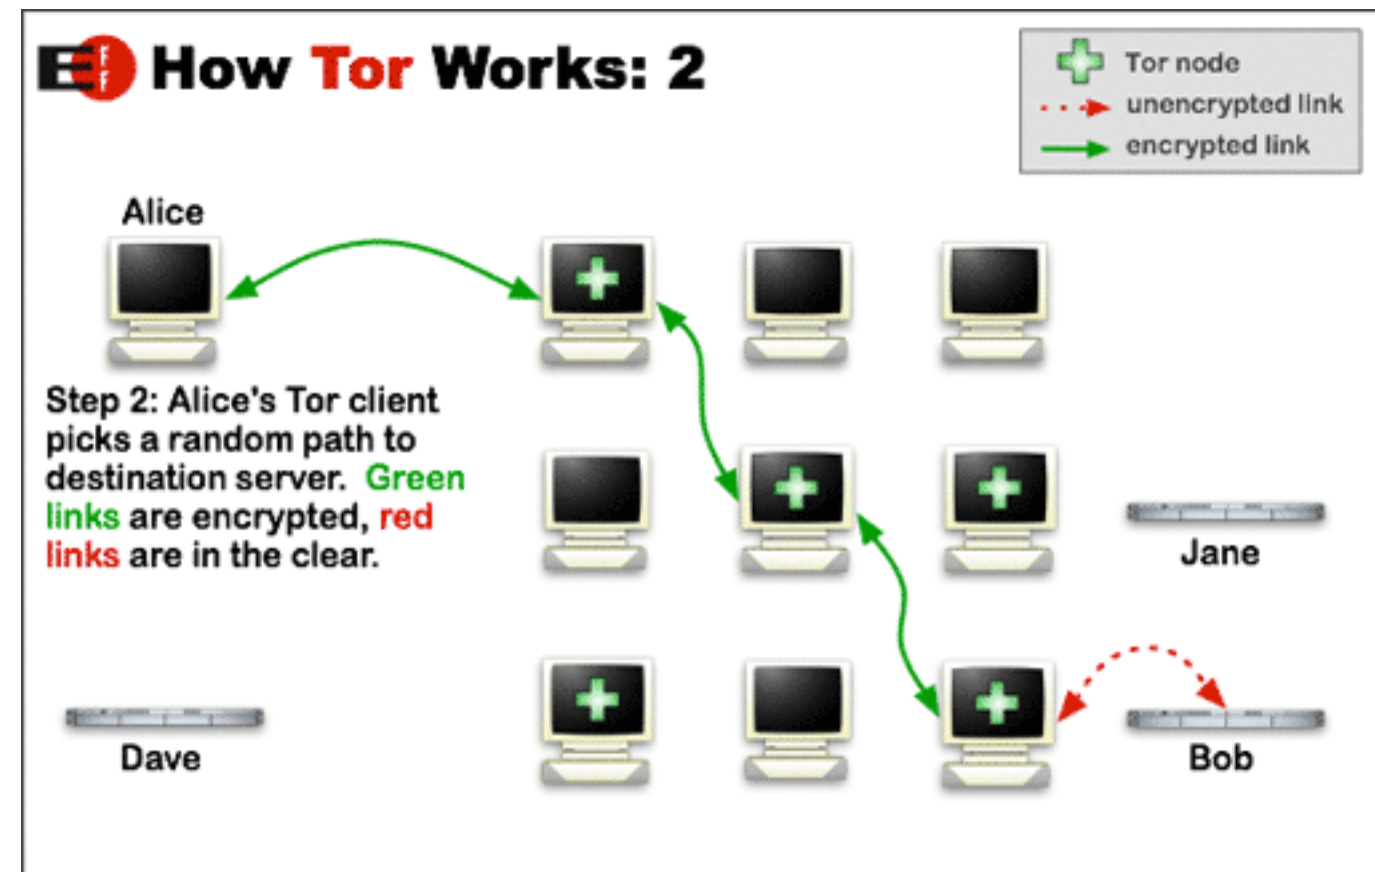 EFF How Tor Works: 2
Tor node
unencrypted link
encrypted link
Alice
Step 2: Alice's Tor client
picks a random path to
destination server. Green
links are encrypted, red
links are in the clear.
Jane
Dave
Bob